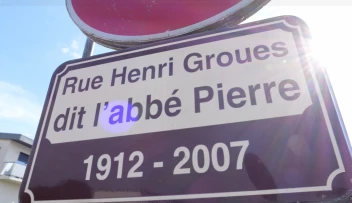 Rue Henri Groues
dit l'abbé Pierre
1912 - 2007